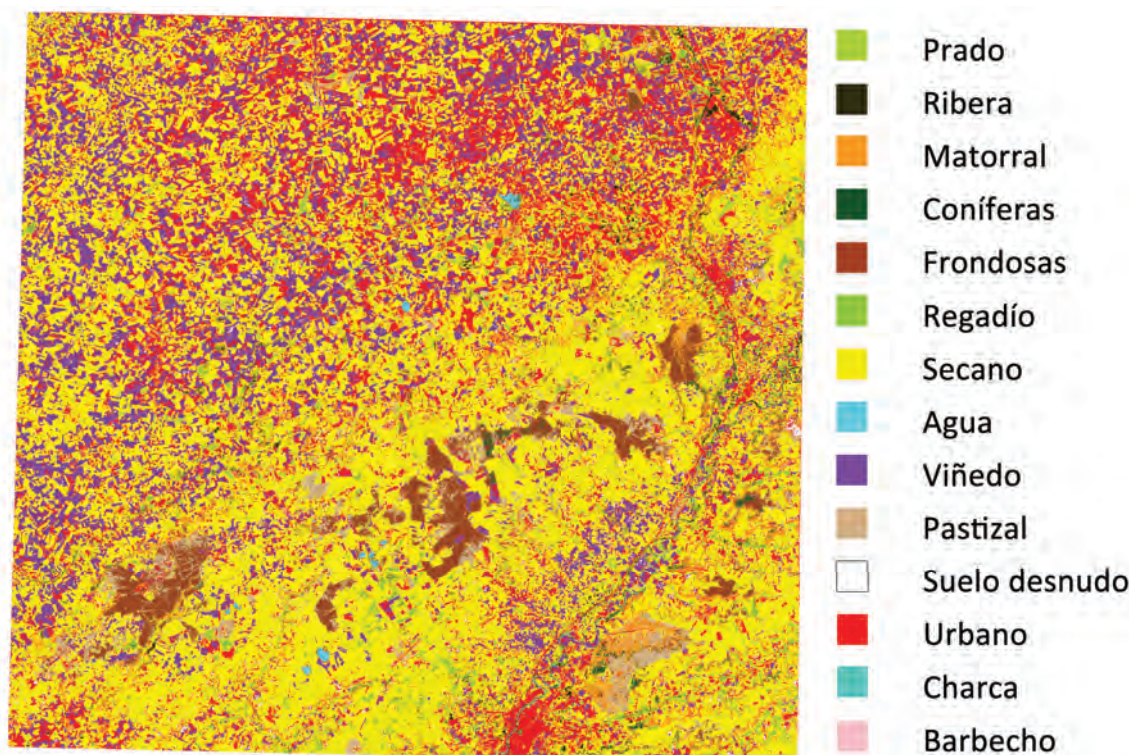 Prado
Ribera
Matorral
Coníferas
Frondosas
Regadío
Secano
Agua
Viñedo
Pastizal
Suelo desnudo
Urbano
Charca
Barbecho